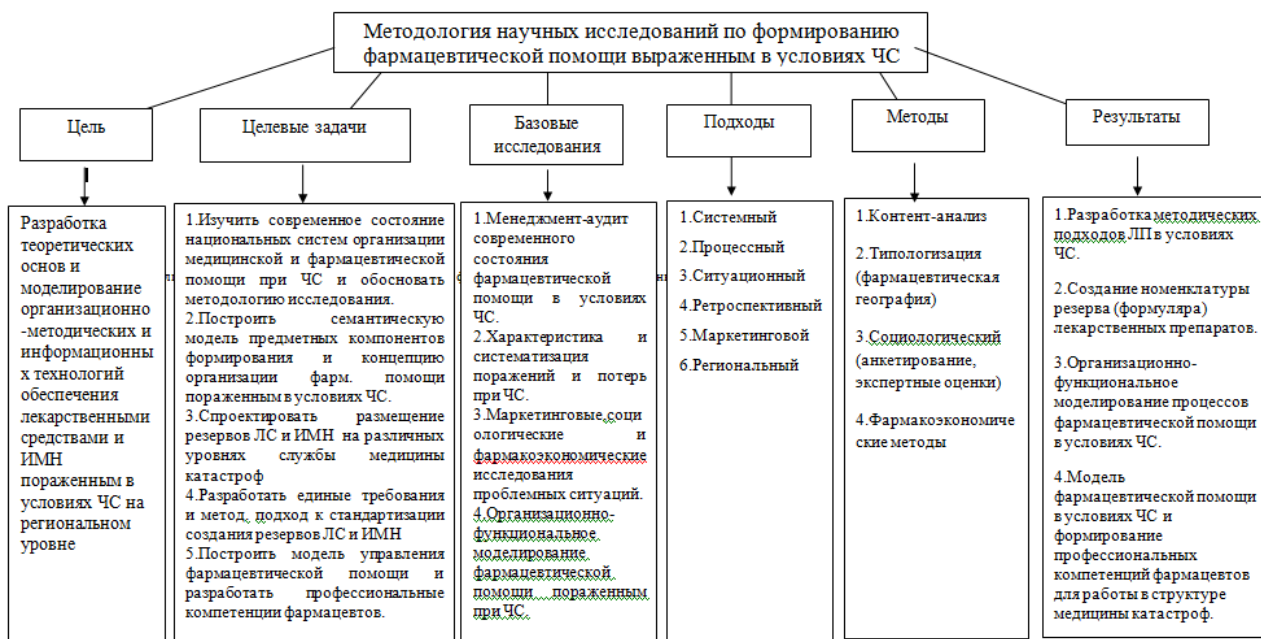 Методология научных исследований по формированию
фармацевтической помощи выраженным в условиях ЧС
Цель
Целевые задачи
Базовые
исследования
Подходы
Методы
Результаты
Разработка
теоретических
основ и
моделирование
организационно
-методических и
информационны
х технологий
обеспечения
лекарственными
средствами и
ИМН
пораженным в
условиях ЧС на
региональном
уровне
1.Изучить современное состояние
национальных систем организации
медицинской и фармацевтической
помощи при ЧС и обосновать
методологию исследования.
2.Построить семантическую
модель предметных компонентов
формирования и концепцию
организации фарм. помощи
пораженным в условиях ЧС.
3.Спроектировать размещение
резервов ЛС и ИМН на различных
уровнях службы медицины
катастроф
4.Разработать единые требования
и метод. подход к стандартизации
создания резервов ЛС и ИМН
5.Построить модель управления
фармацевтической помощи и
разработать профессиональные
компетенции фармацевтов.
1.Менеджмент-аудит
современного
состояния
фармацевтической
помощи в условиях
ЧС.
2.Характеристика и
систематизация
поражений и потерь
при ЧС.
3.Маркетинговые,соци
ологические и
фармакоэкономические
исследования
проблемных ситуаций.
4.Организационно-
функциональное
моделирование
фармацевтической
помощи пораженным
при ЧС.
1.Системный
2.Процессный
3.Ситуационный
4.Ретроспективный
5.Маркетинговой
6.Региональный
1.Контент-анализ
2.Типологизация
(фармацевтическая
география)
3.Социологический
(анкетирование,
экспертные оценки)
4.Фармакоэкономиче
ские методы
1.Разработка методических
подходов ЛП в условиях
ЧС.
2.Создание номенклатуры
резерва (формуляра)
лекарственных препаратов.
3.Организационно-
функциональное
моделирование процессов
фармацевтической помощи
в условиях ЧС.
4.Модель
фармацевтической помощи
в условиях ЧС и
формирование
профессиональных
компетенций фармацевтов
для работы в структуре
медицины катастроф.